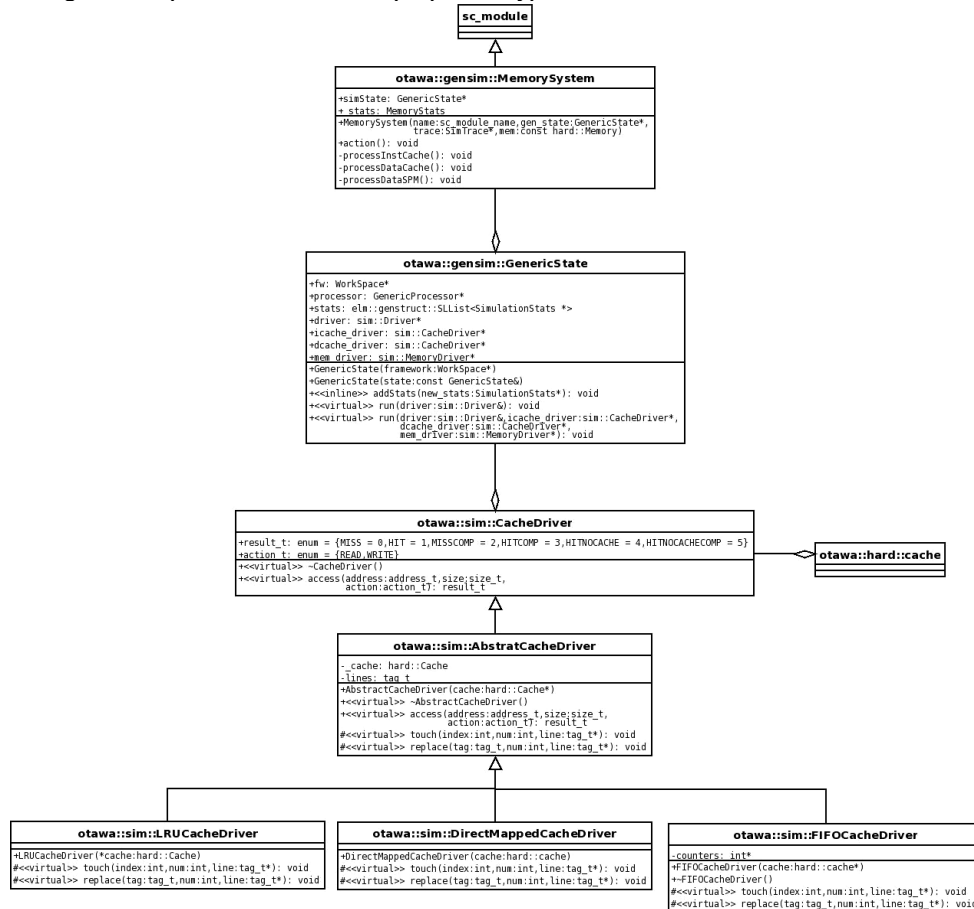 sc_module
otawa::gensim::MemorySystem
+simState: GenericState*
+ stats: MemoryStats
+MemorySystem(name:sc_module_name,gen_state:GenericState*,
trace:SimTrace*,mem:const hard::Memory)
+action(): void
-processInstCache(): void
-processDataCache(): void
-processDataSPM(): void
otawa::gensim::GenericState
+fw: WorkSpace*
+processor: GenericProcessor*
+stats: elm::genstruct::SLList<SimulationStats *>
+driver: sim::Driver*
+icache_driver: sim::CacheDriver*
+dcache_driver: sim::CacheDriver*
+mem_driver: sim::MemoryDriver*
+GenericState(framework:WorkSpace*)
+GenericState(state:const GenericState&)
+<<inline>> addStats(new_stats:SimulationStats*): void
+<<virtual>> run(driver:sim::Driver&): void
+<<virtual>> run(driver:sim::Driver&,icache_driver:sim::CacheDriver*,
dcache_driver:sim::CacheDriver*,
mem_driver:sim::MemoryDriver*): void
otawa::sim::CacheDriver
+result_t: enum = {MISS = 0,HIT = 1,MISSCOMP = 2,HITCOMP = 3,HITNOCACHE = 4,HITNOCACHECOMP = 5}
+action_t: enum = {READ,WRITE}
+<<virtual>> ~CacheDriver()
+<<virtual>> access(address:address_t,size:size_t,
action:action_t): result_t
otawa::hard::cache
otawa::sim::AbstratCacheDriver
-_cache: hard::Cache
-lines: tag_t
+AbstractCacheDriver(cache:hard::Cache*)
+<<virtual>> ~AbstractCacheDriver()
+<<virtual>> access(address:address_t,size:size_t,
action:action_t): result_t
#<<virtual>> touch(index:int,num:int,line:tag_t*): void
#<<virtual>> replace(tag:tag_t,num:int,line:tag_t*): void
otawa::sim::LRUCacheDriver
+LRUCacheDriver(*cache:hard::Cache)
#<<virtual>> touch(index:int,num:int,line:tag_t*): void
#<<virtual>> replace(tag:tag_t,num:int,line:tag_t*): void
otawa::sim::DirectMappedCacheDriver
+DirectMappedCacheDriver(cache:hard::cache)
#<<virtual>> touch(index:int,num:int,line:tag_t*): void
#<<virtual>> replace(tag:tag_t,num:int,line:tag_t*): void
otawa::sim::FIFOCacheDriver
-counters: int*
+FIFOCacheDriver(cache:hard::cache*)
+~FIFOCacheDriver()
#<<virtual>> touch(index:int,num:int,line:tag_t*): void
#<<virtual>> replace(tag:tag_t,num:int,line:tag_t*): void